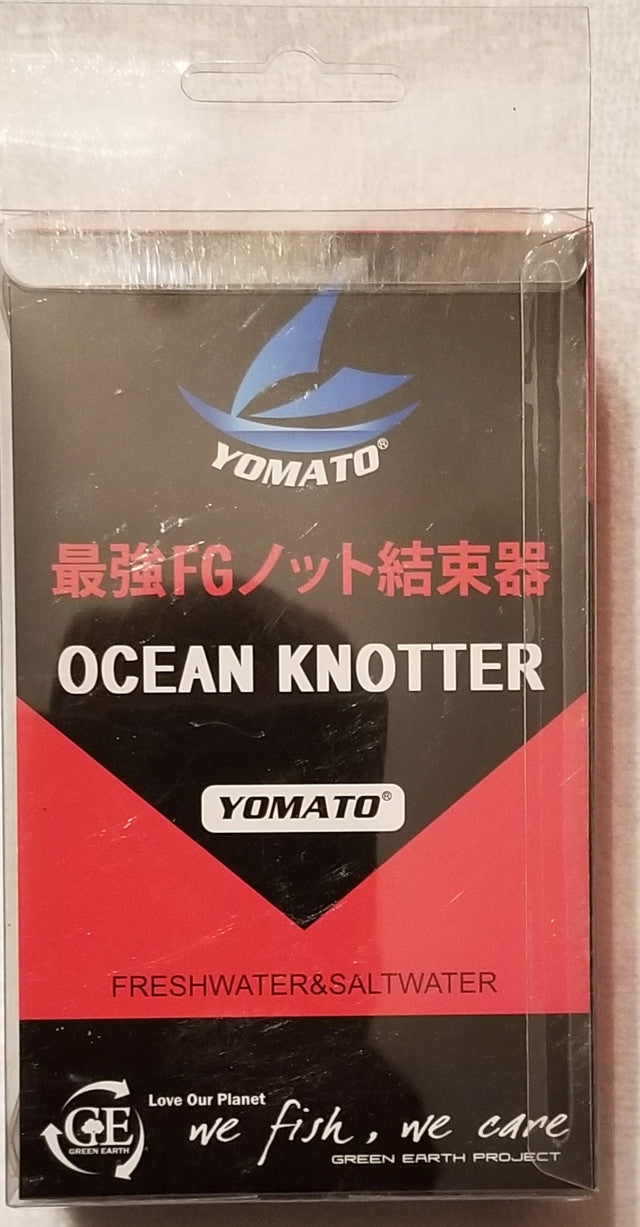 YOMATO®
最強FGノット結束器
OCEAN KNOTTER
YOMATO®
FRESHWATER&SALTWATER
GE
GREEN EARTH
Love Our Planet
we fish, we care
GREEN EARTH PROJECT